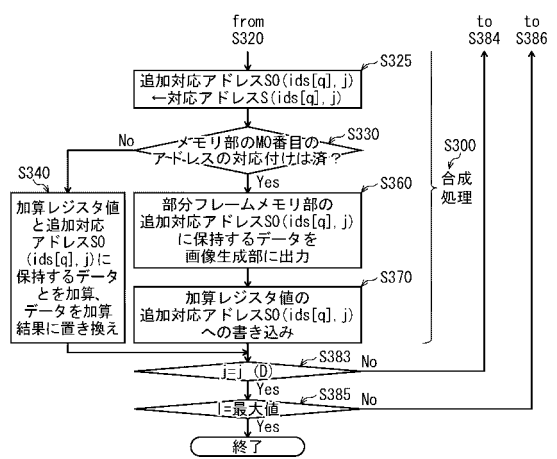 from
S320
to
S384
to
S386
S325
追加対応アドレスSO(ids[q],j)
←対応アドレスS(ids[q],j)
S330
メモリ部のMO番目の
アドレスの対応付けは済?
No
Yes
S300
合成
処理
S340
加算レジスタ値
と追加対応
アドレスSO
(ids[q],j)に
保持するデータ
とを加算、
データを加算
結果に置き換え
S360
部分フレームメモリ部の
追加対応アドレスSO(ids[q],j)
に保持するデータを
画像生成部に出力
S370
加算レジスタ値の
追加対応アドレスSO(ids[q],j)
への書き込み
S383
j=j (D)
No
Yes
S385
i=最大値
No
Yes
終了